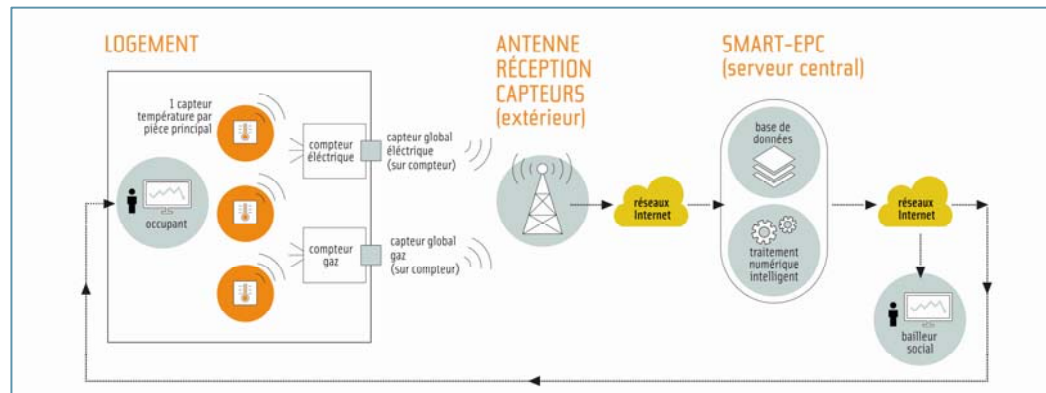 LOGEMENT
1 capteur
température par
pièce principal
occupant
compteur
éléctrique
capteur global
éléctrique
(sur compteur)
compteur
gaz
capteur global
gaz
(sur compteur)
ANTENNE
RÉCEPTION
CAPTEURS
(extérieur)
réseaux
Internet
SMART-EPC
(serveur central)
base de
données
traitement
numérique
intelligent
réseaux
Internet
bailleur
social